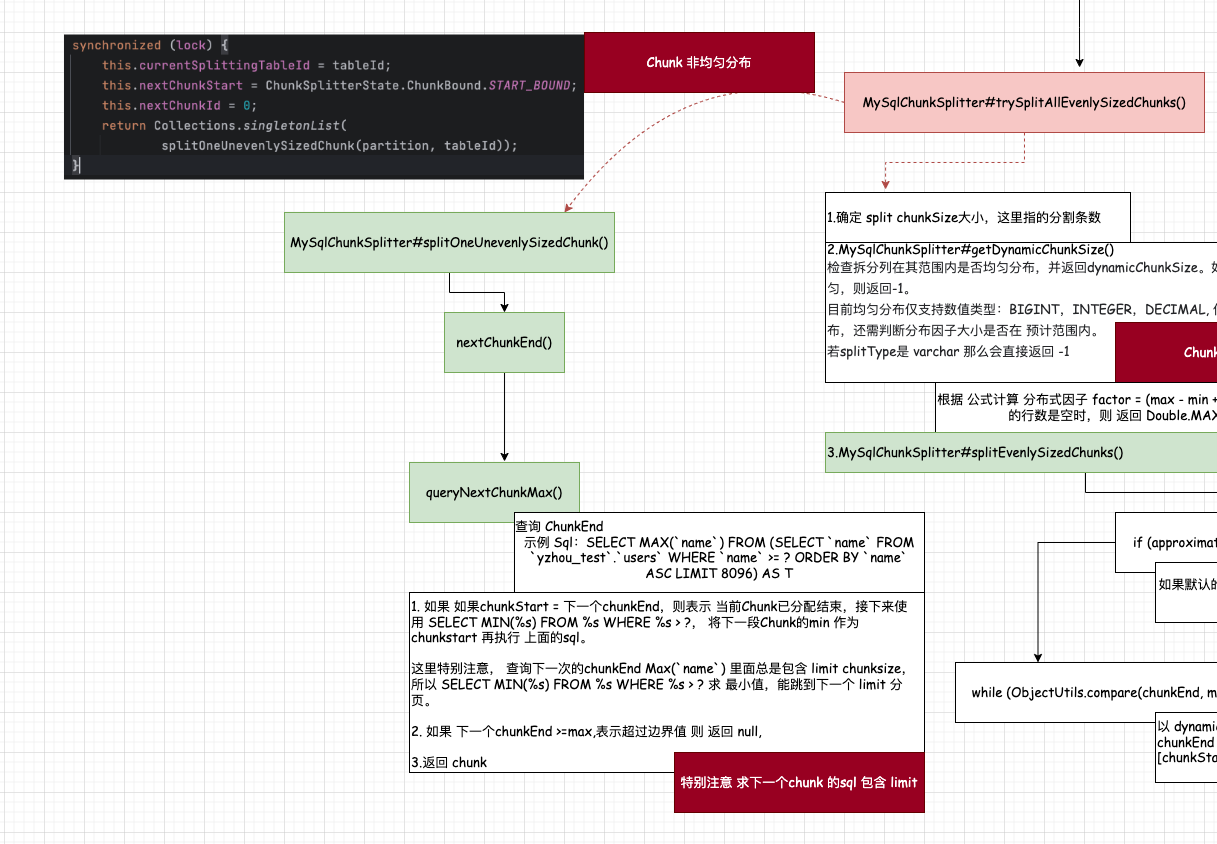 synchronized (lock) {
this.currentSplittingTableId = tableId;
this.nextChunkStart = ChunkSplitterState.ChunkBound.START_BOUND;
this.nextChunkId = 0;
return Collections.singletonList(
splitOneUnevenlySizedChunk(partition, tableId));
}
Chunk 非均匀分布
MySqlChunkSplitter#trySplitAllEvenlySizedChunks()
MySqlChunkSplitter#splitOneUnevenlySizedChunk()
nextChunkEnd()
queryNextChunkMax()
查询 ChunkEnd
示例 Sql：SELECT MAX(`name`) FROM (SELECT `name` FROM
`yzhou_test`.`users` WHERE `name` >= ? ORDER BY `name`
ASC LIMIT 8096) AS T
1. 如果 如果chunkStart = 下一个chunkEnd，则表示 当前Chunk已分配结束，接下来使
用 SELECT MIN(%s) FROM %s WHERE %s > ?， 将下一段Chunk的min 作为
chunkstart 再执行 上面的sql。
这里特别注意， 查询下一次的chunkEnd Max(`name`) 里面总是包含 limit chunksize,
所以 SELECT MIN(%s) FROM %s WHERE %s > ? 求 最小值，能跳到下一个 limit 分
页。
2. 如果 下一个chunkEnd >=max,表示超过边界值 则 返回 null,
3.返回 chunk
特别注意 求下一个chunk 的sql 包含 limit
1.确定 split chunkSize大小，这里指的分割条数
2.MySqlChunkSplitter#getDynamicChunkSize()
检查拆分列在其范围内是否均匀分布，并返回dynamicChunkSize。如
匀，则返回-1。
目前均匀分布仅支持数值类型：BIGINT，INTEGER，DECIMAL,
布，还需判断分布因子大小是否在 预计范围内。
若splitType是 varchar 那么会直接返回 -1
Chunk
根据 公式计算 分布式因子 factor = (max - min +
的行数是空时，则 返回 Double.MAX
3.MySqlChunkSplitter#splitEvenlySizedChunks()
if (approximat
如果默认的
while (ObjectUtils.compare(chunkEnd, m
以 dynamic
chunkEnd
[chunkSta